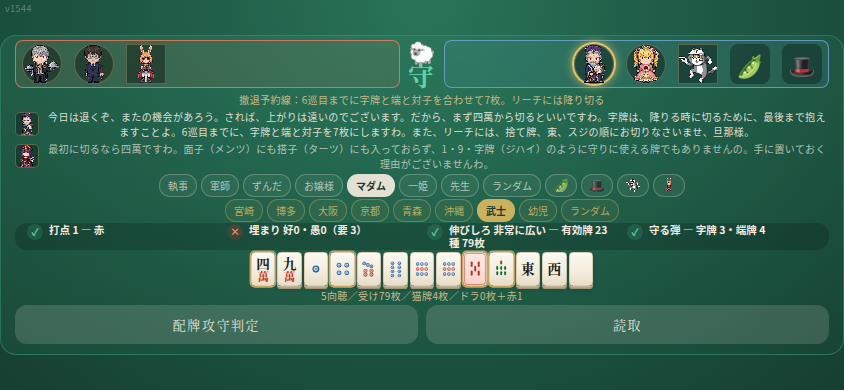 v1544
守
撤退予約線：6巡目までに字牌と端と対子を合わせて7枚。リーチには降り切る
今日は退くぞ、またの機会があろう。されば、上がりは遠いのでございます。だから、まず四萬から切るといいですわ。字牌は、降りる時に切るために、最後まで抱え
ますことよ。6巡目までに、字牌と端と対子を7枚にしますわ。また、リーチには、捨て牌、東、スジの順にお切りなさいませ、旦那様。
最初に切るなら四萬ですわ。面子（メンツ）にも搭子（ターツ）にも入っておらず、1・9・字牌（ジハイ）のように守りに使える牌でもありませんの。手に置いておく
理由がございませんわ。
執事 軍師 ずんだ お嬢様 マダム 一姫 先生 ランダム
宮崎 博多 大阪 京都 青森 沖縄 武士 幼児 ランダム
✓ 打点 1 — 赤 ✕ 埋まり 好0・愚0（要 3） ✓ 伸びしろ 非常に広い — 有効牌 23
種 79枚 ✓ 守る弾 — 字牌 3・端牌 4
四萬 九萬 東 西
5向聴／受け79枚／猫牌4枚／ドラ0枚＋赤1
配牌攻守判定 読取